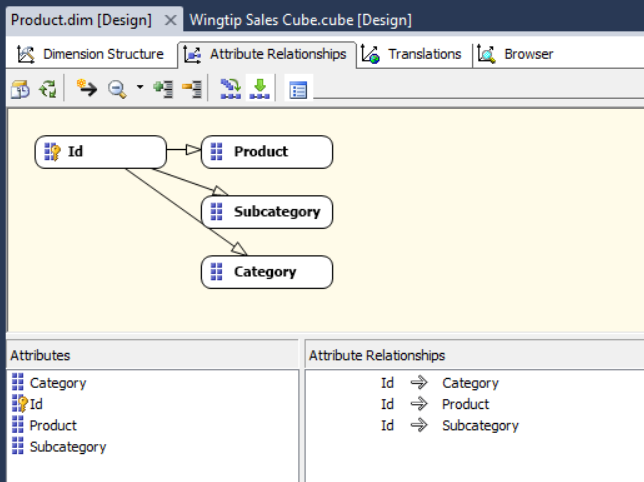 Product.dim [Design] Wingtip Sales Cube.cube [Design]
Dimension Structure Attribute Relationships Translations Browser
Id Product
Subcategory
Category
Attributes Attribute Relationships
Category Id Category
Id Id Product
Product Id Subcategory
Subcategory